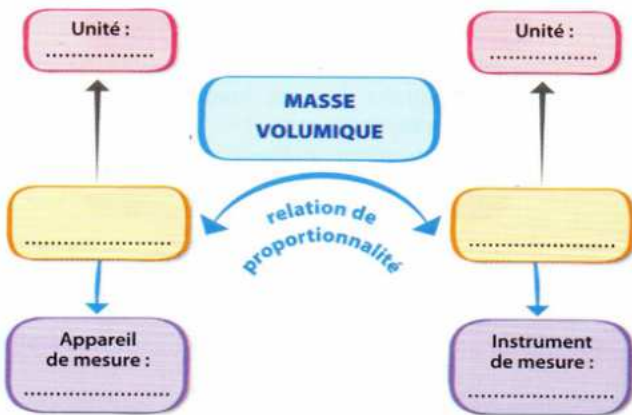 Unité :
....................
Unité :
....................
MASSE
VOLUMIQUE
relation de
proportionnalité
.............................
.............................
Appareil
de mesure :
.............................
Instrument
de mesure :
.............................